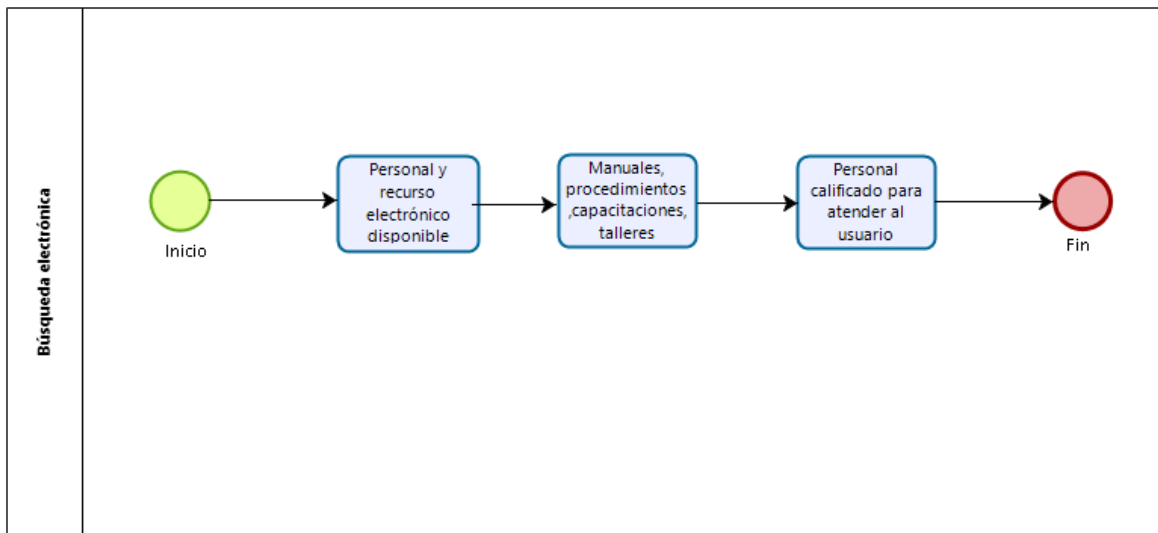 Búsqueda electrónica
Inicio
Personal y
recurso
electrónico
disponible
Manuales,
procedimientos
,capacitaciones,
talleres
Personal
calificado para
atender al
usuario
Fin